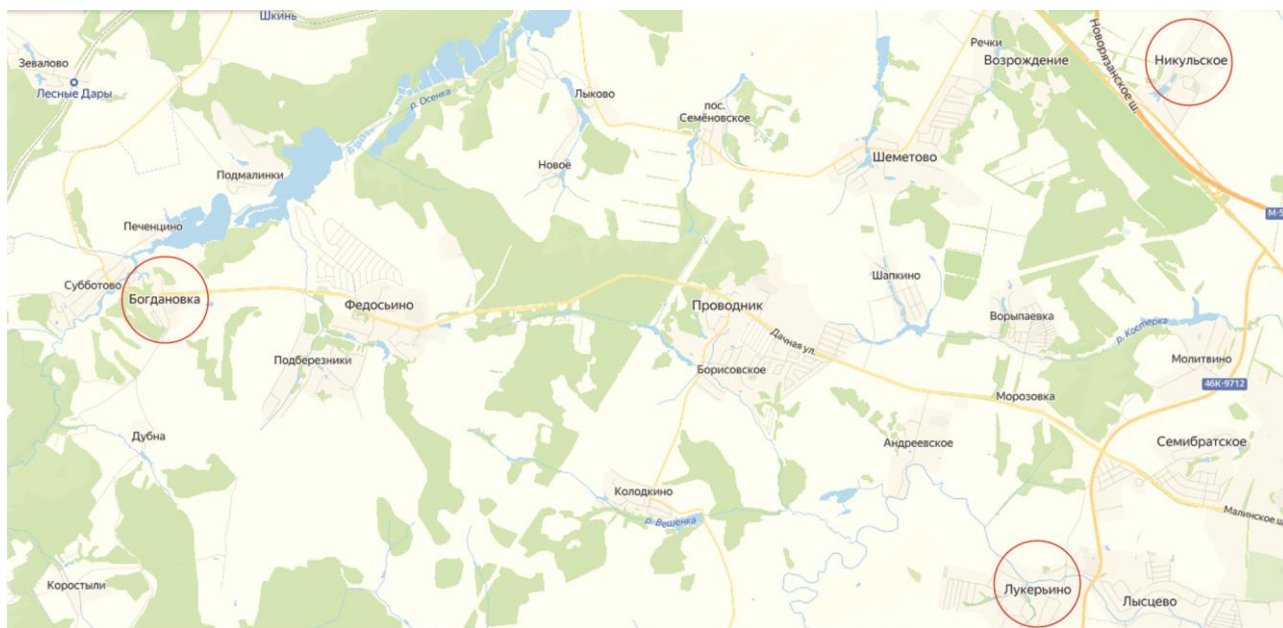 Шкинь
Зевалово
Лесные Дары
р. Осенка
Лыково
пос.
Семёновское
Речки
Возрождение
Новорязанское ш.
Никульское
Подмалинки
Новое
Шеметово
М-5
Печенцино
Субботово
Богдановка
Федосьино
Проводник
Шапкино
Ворыпаевка
р. Костерка
Дачная ул.
Молитвино
Подберезники
Борисовское
46К-9712
Морозовка
Дубна
Андреевское
Семибратское
Колодкино
р. Вешенка
Малинское ш.
Коростыли
Лукерьино
Лысцево